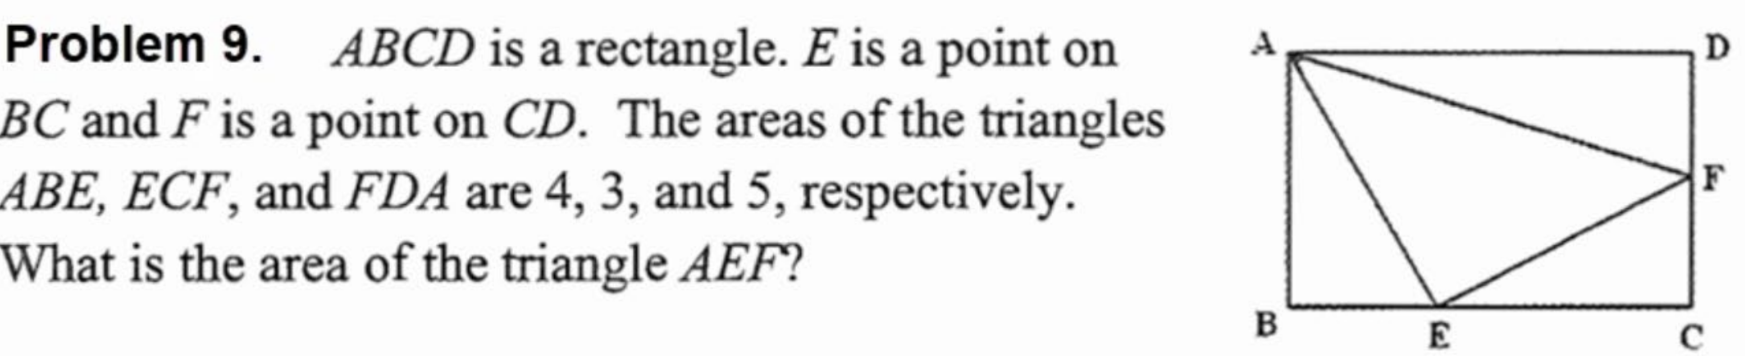 Problem 9. ABCD is a rectangle. E is a point on
BC and F is a point on CD. The areas of the triangles
ABE, ECF, and FDA are 4, 3, and 5, respectively.
What is the area of the triangle AEF?
A
D
F
B
E
C